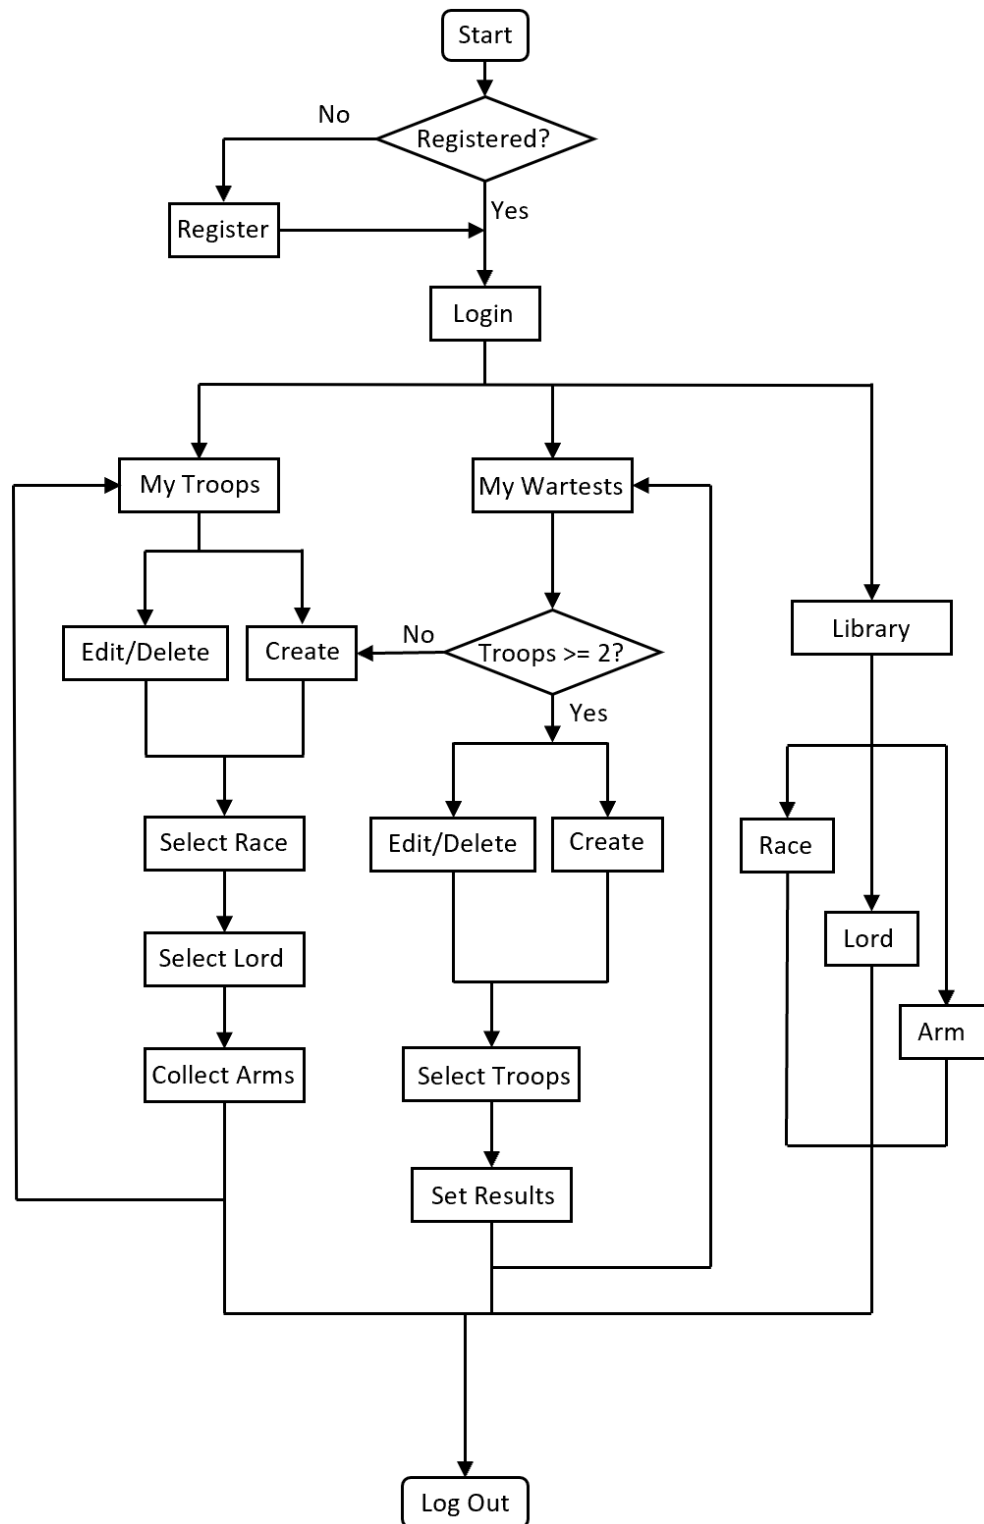 Start
No
Registered?
Yes
Register
Login
My Troops
My Wartests
Library
Edit/Delete
Create
No
Troops >= 2?
Yes
Select Race
Edit/Delete
Create
Race
Select Lord
Lord
Collect Arms
Select Troops
Arm
Set Results
Log Out